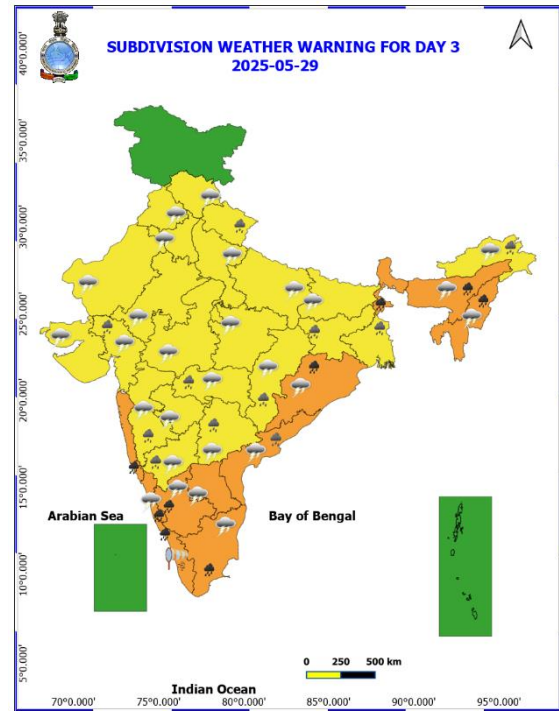 SUBDIVISION WEATHER WARNING FOR DAY 3
2025-05-29
40°0.000'
35°0.000'
30°0.000'
25°0.000'
20°0.000'
15°0.000'
10°0.000'
5°0.000'
Arabian Sea
Bay of Bengal
0 250 500 km
Indian Ocean
70°0.000' 75°0.000' 80°0.000' 85°0.000' 90°0.000' 95°0.000'